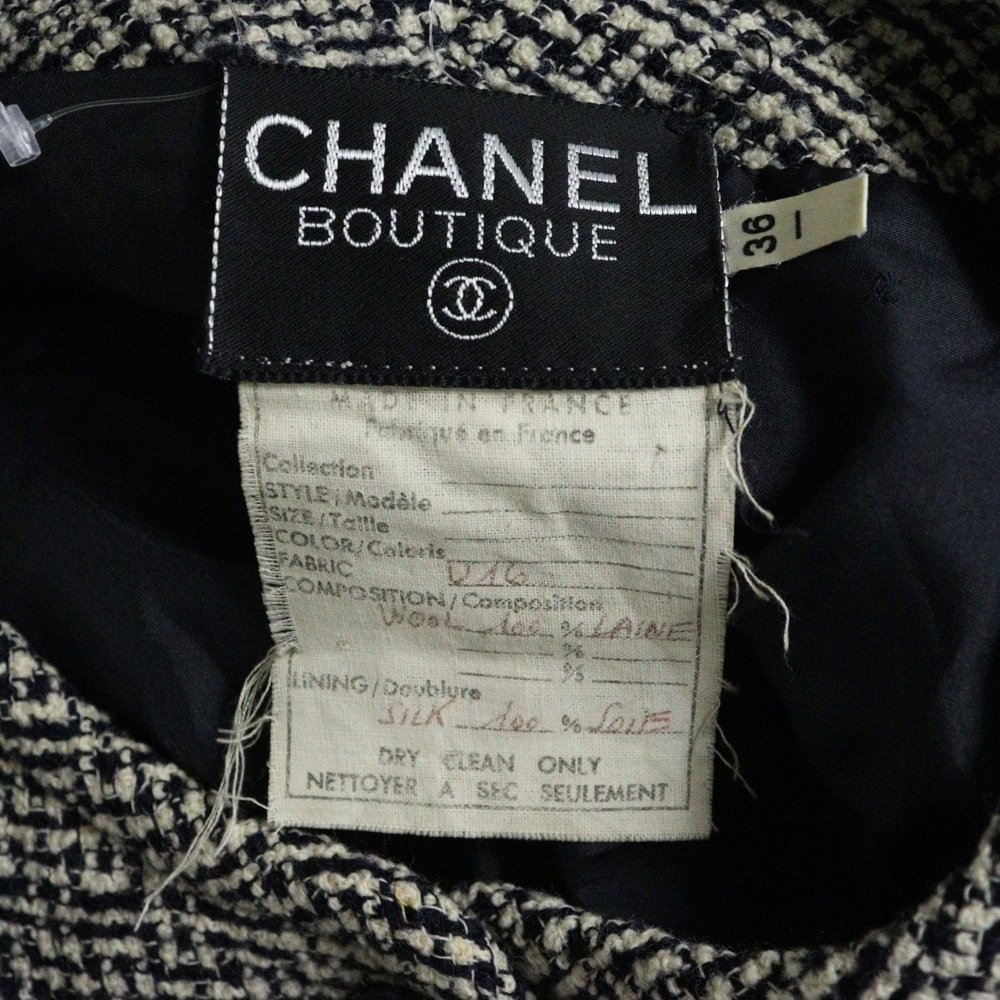 CHANEL
BOUTIQUE
36
I
MADE IN FRANCE
Fabriqué en France
Collection
STYLE/Modèle
SIZE/Taille
COLOR/Coloris
FABRIC D16
COMPOSITION/Composition
WOOL 100 % LAINE
%
%
LINING/Doublure
SILK 100 % SOIE
DRY CLEAN ONLY
NETTOYER A SEC SEULEMENT